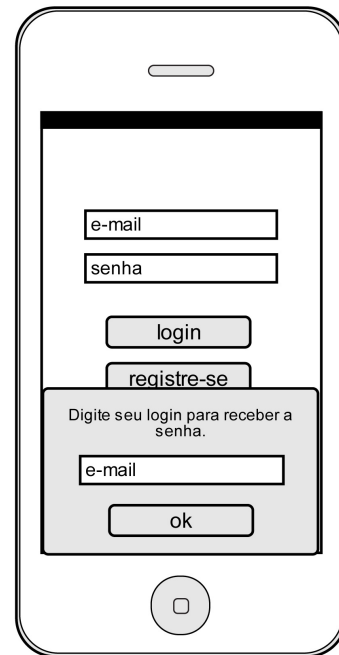 e-mail
senha
login
registre-se
Digite seu login para receber a
senha.
e-mail
ok